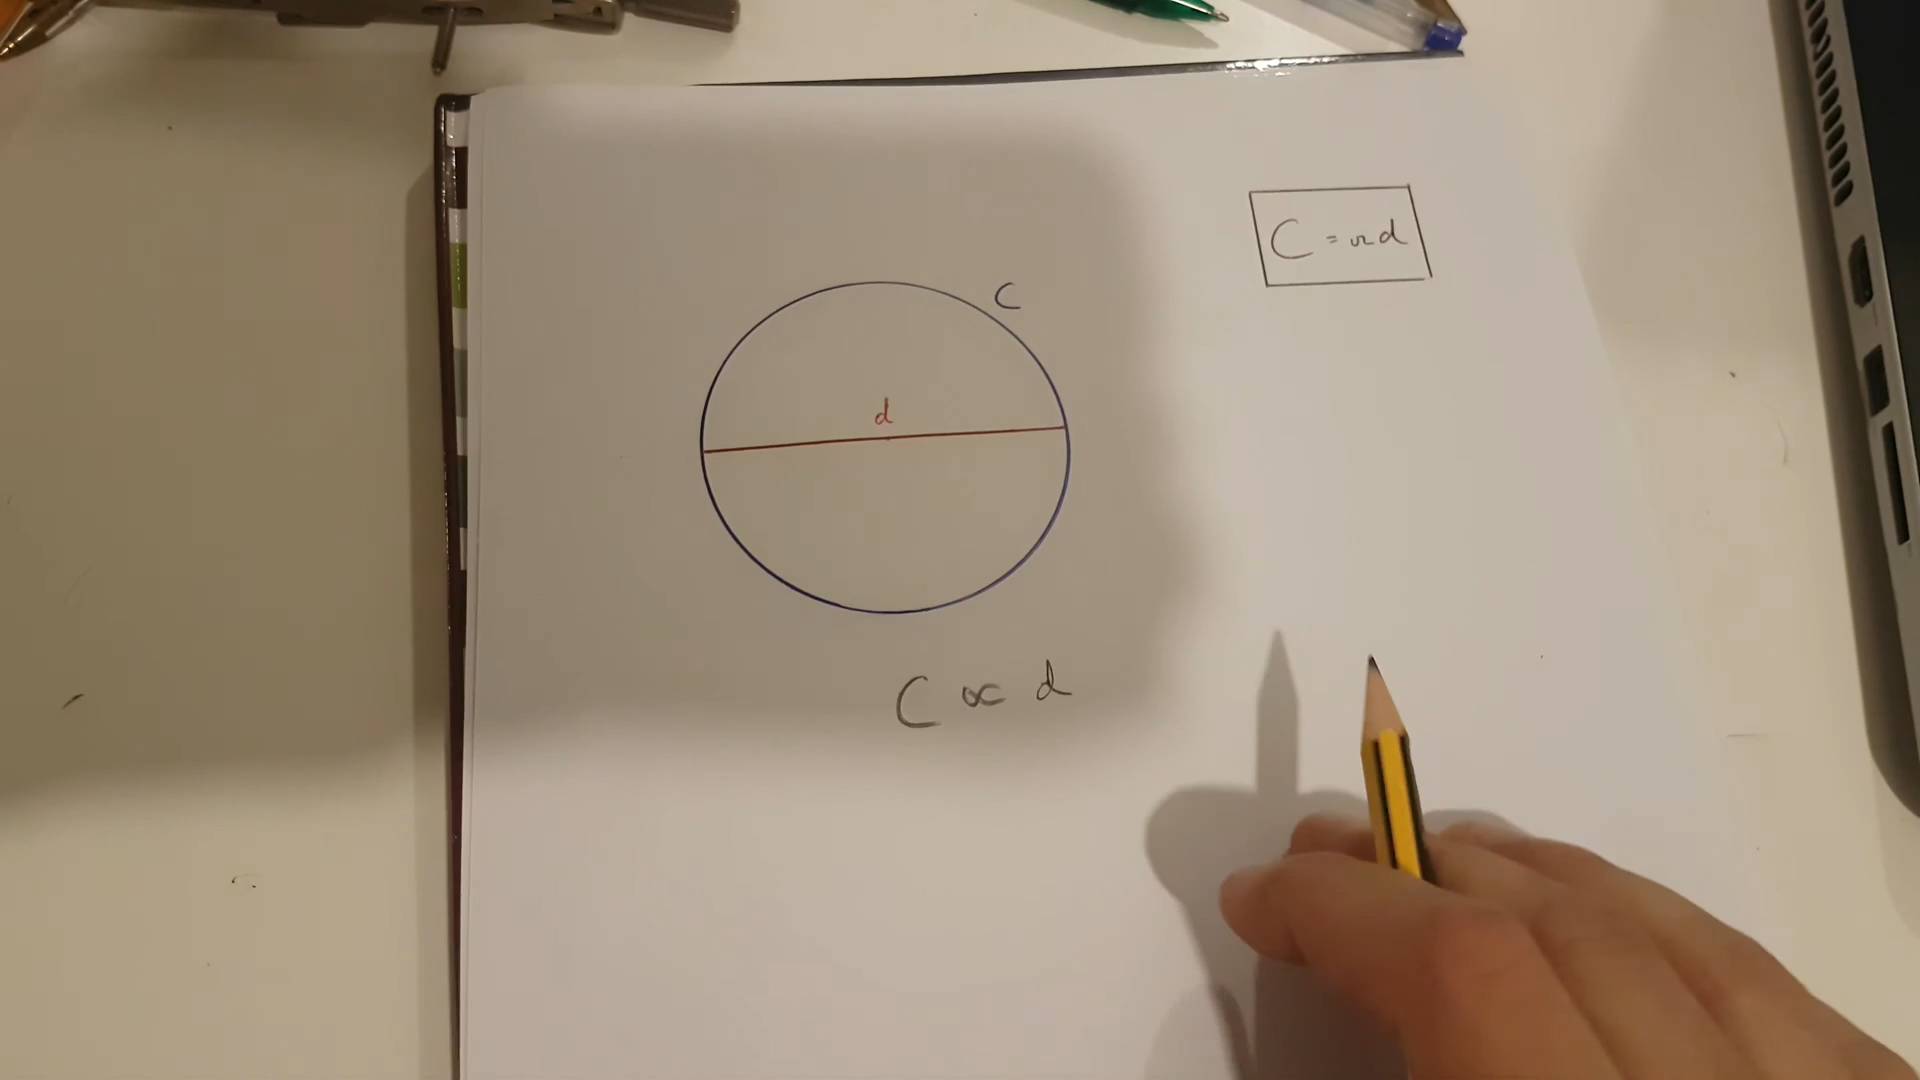 C = πd
C
d
C ∝ d